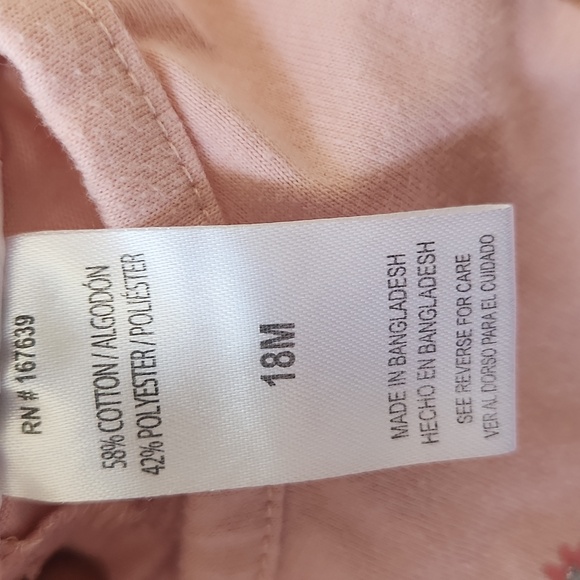 RN# 167639
58% COTTON/ALGODÓN
42% POLYESTER/POLIÉSTER
18M
MADE IN BANGLADESH
HECHO EN BANGLADESH
SEE REVERSE FOR CARE
VER AL DORSO PARA EL CUIDADO